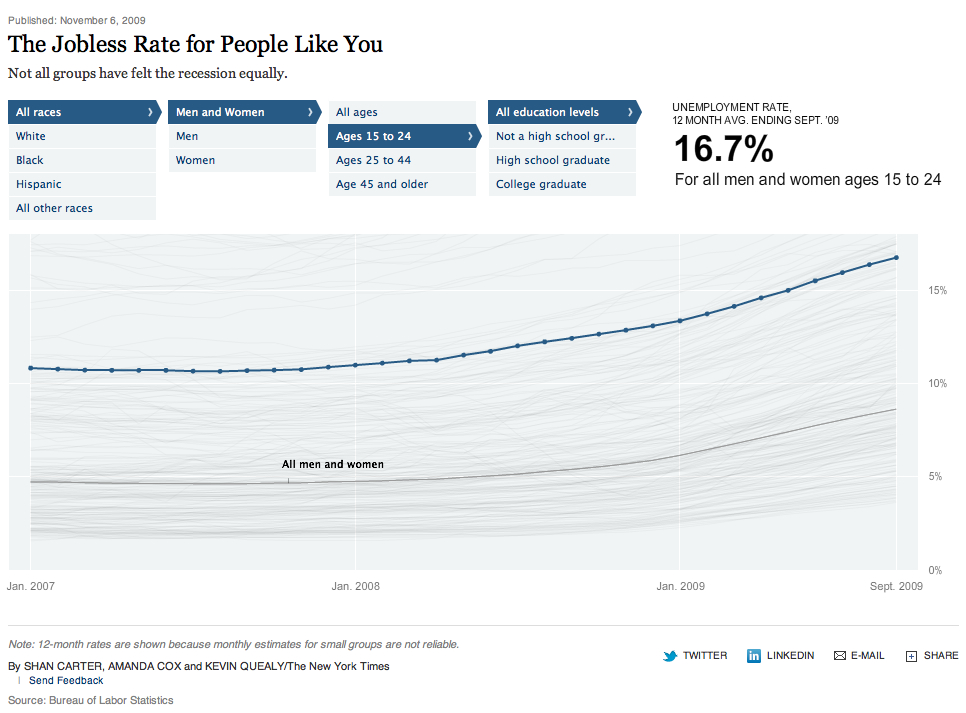 Published: November 6, 2009
The Jobless Rate for People Like You
Not all groups have felt the recession equally.
All races
White
Black
Hispanic
All other races
Men and Women
Men
Women
All ages
Ages 15 to 24
Ages 25 to 44
Age 45 and older
All education levels
Not a high school gr...
High school graduate
College graduate
UNEMPLOYMENT RATE,
12 MONTH AVG. ENDING SEPT. '09
16.7%
For all men and women ages 15 to 24
15%
10%
All men and women
5%
0%
Jan. 2007
Jan. 2008
Jan. 2009
Sept. 2009
Note: 12-month rates are shown because monthly estimates for small groups are not reliable.
By SHAN CARTER, AMANDA COX and KEVIN QUEALY/The New York Times
Send Feedback
Source: Bureau of Labor Statistics
TWITTER
LINKEDIN
E-MAIL
SHARE